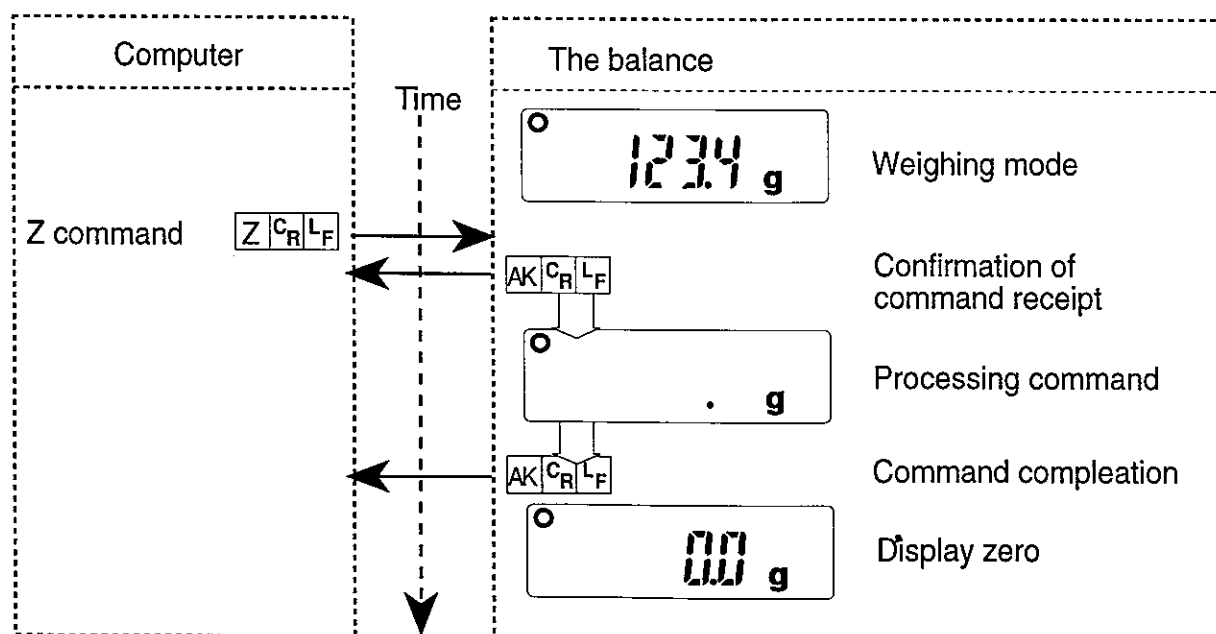 Computer
The balance
Time
123.4 g
Weighing mode
Z command Z CR LF
AK CR LF
Confirmation of
command receipt
. g
Processing command
AK CR LF
Command compleation
0.0 g
Display zero